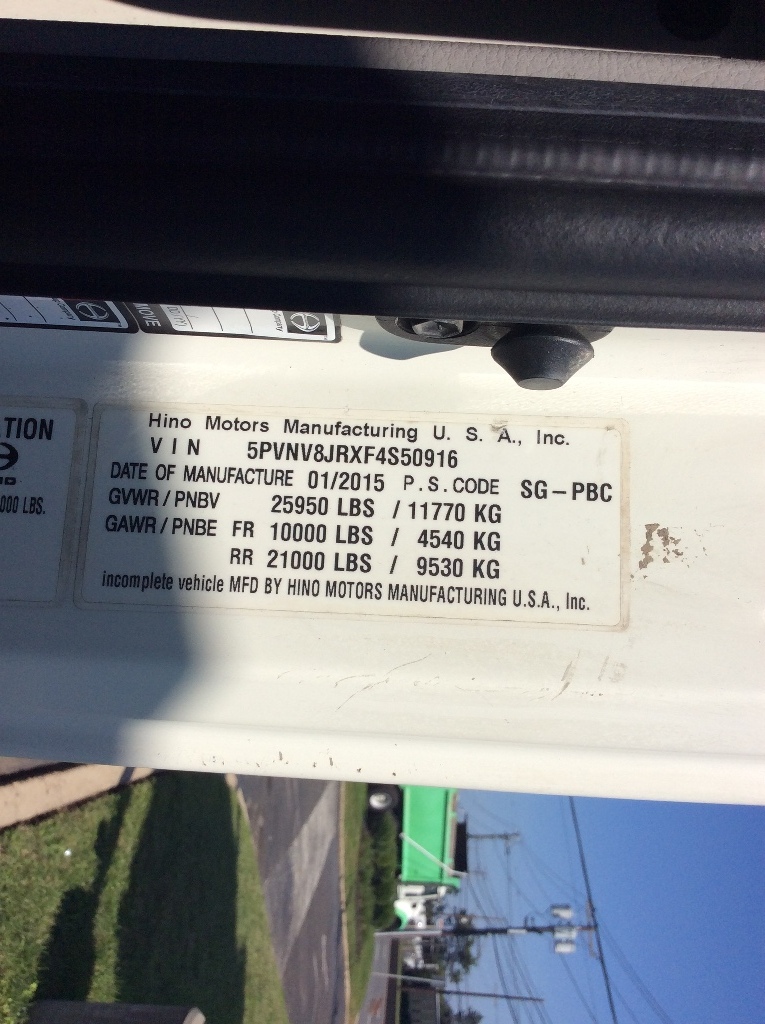 Hino Motors Manufacturing U. S. A., Inc.
VIN 5PVNV8JRXF4S50916
DATE OF MANUFACTURE 01/2015 P.S.CODE SG-PBC
GVWR/PNBV 25950 LBS / 11770 KG
GAWR/PNBE FR 10000 LBS / 4540 KG
RR 21000 LBS / 9530 KG
incomplete vehicle MFD BY HINO MOTORS MANUFACTURING U.S.A., Inc.
TION
000 LBS.